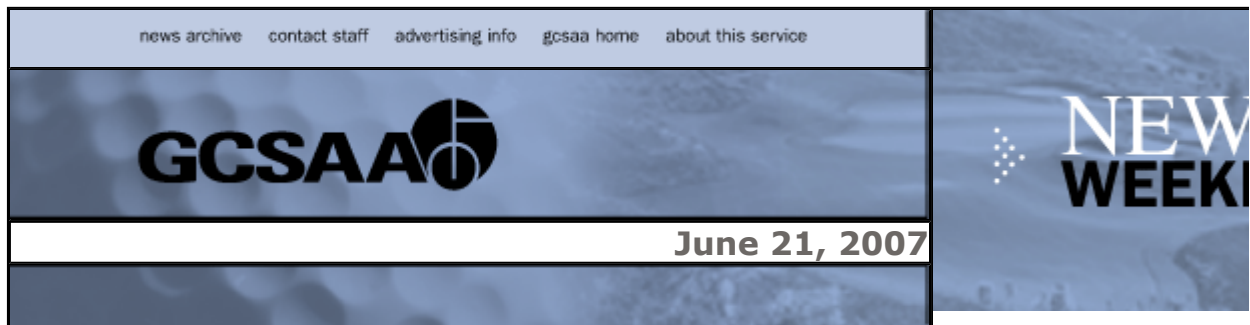 news archive contact staff advertising info gcsaa home about this service
GCSAA
NEW
WEEK
June 21, 2007